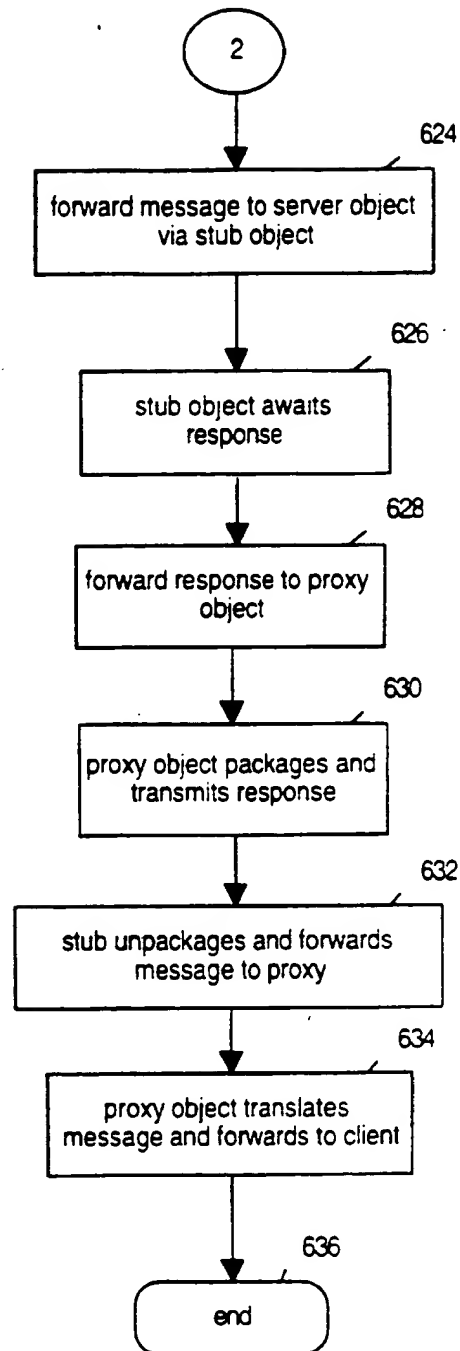 2
624
forward message to server object
via stub object
626
stub object awaits
response
628
forward response to proxy
object
630
proxy object packages and
transmits response
632
stub unpackages and forwards
message to proxy
634
proxy object translates
message and forwards to client
636
end